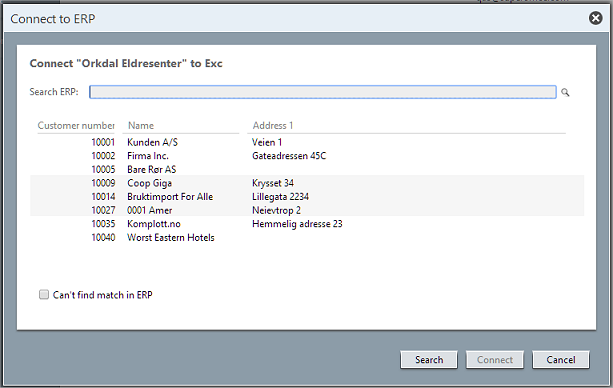 Connect to ERP
Connect "Orkdal Eldresenter" to Exc
Search ERP:
Customer number Name Address 1
10001 Kunden A/S Veien 1
10002 Firma Inc. Gateadressen 45C
10005 Bare Rør AS
10009 Coop Giga Krysset 34
10014 Bruktimport For Alle Lillegata 2234
10027 0001 Amer Neievtrop 2
10035 Komplott.no Hemmelig adresse 23
10040 Worst Eastern Hotels
Can't find match in ERP
Search Connect Cancel